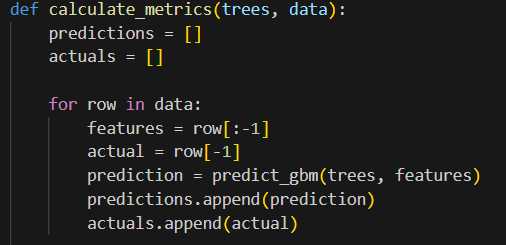 def calculate_metrics(trees, data):
    predictions = []
    actuals = []

    for row in data:
        features = row[:-1]
        actual = row[-1]
        prediction = predict_gbm(trees, features)
        predictions.append(prediction)
        actuals.append(actual)